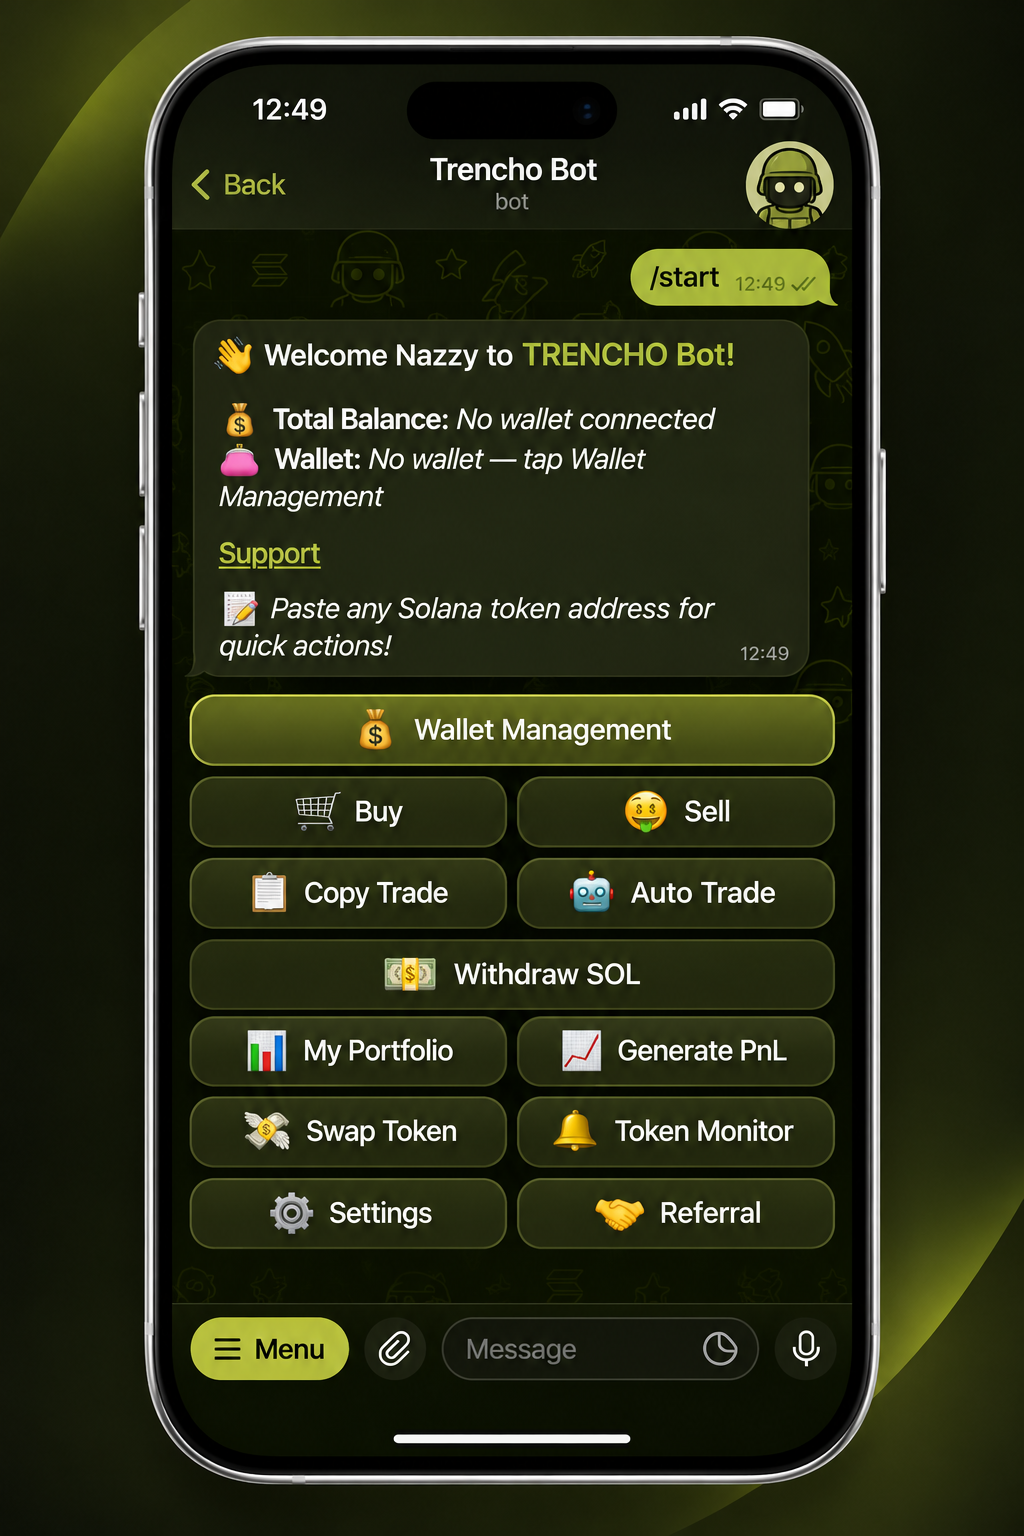 12:49
Back
Trencho Bot
bot
/start 12:49
Welcome Nazzy to TRENCHO Bot!
Total Balance: No wallet connected
Wallet: No wallet — tap Wallet
Management
Support
Paste any Solana token address for
quick actions!
12:49
Wallet Management
Buy
Sell
Copy Trade
Auto Trade
Withdraw SOL
My Portfolio
Generate PnL
Swap Token
Token Monitor
Settings
Referral
Menu
Message